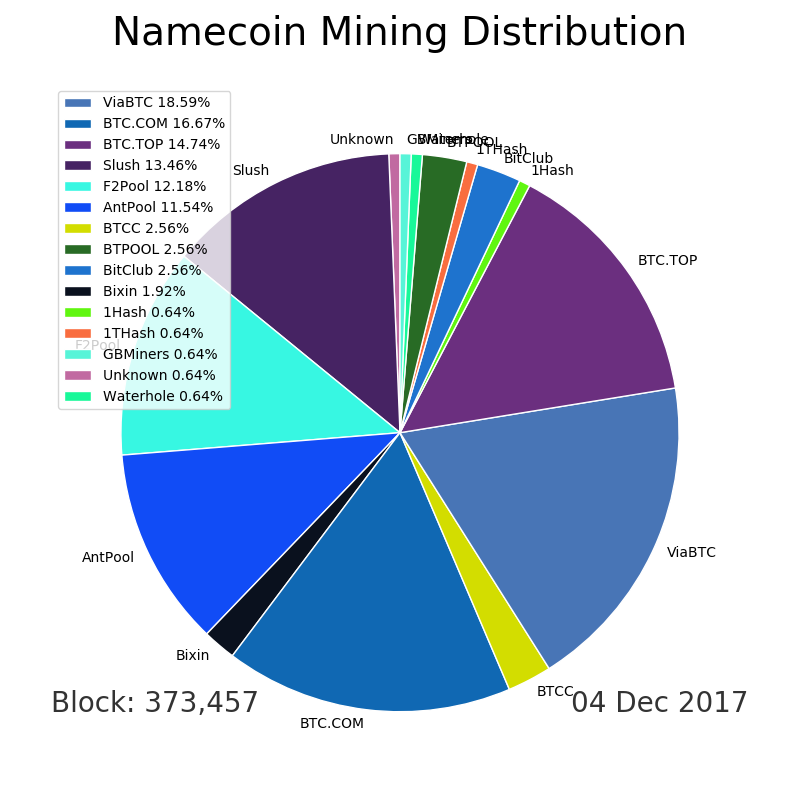 Namecoin Mining Distribution
ViaBTC 18.59%
BTC.COM 16.67%
BTC.TOP 14.74%
Slush 13.46%
F2Pool 12.18%
AntPool 11.54%
BTCC 2.56%
BTPOOL 2.56%
BitClub 2.56%
Bixin 1.92%
1Hash 0.64%
1THash 0.64%
GBMiners 0.64%
Unknown 0.64%
Waterhole 0.64%
Unknown
GBMiners
Waterhole
BTPOOL
1THash
BitClub
1Hash
Slush
BTC.TOP
F2Pool
ViaBTC
AntPool
Bixin
BTCC
BTC.COM
Block: 373,457
04 Dec 2017